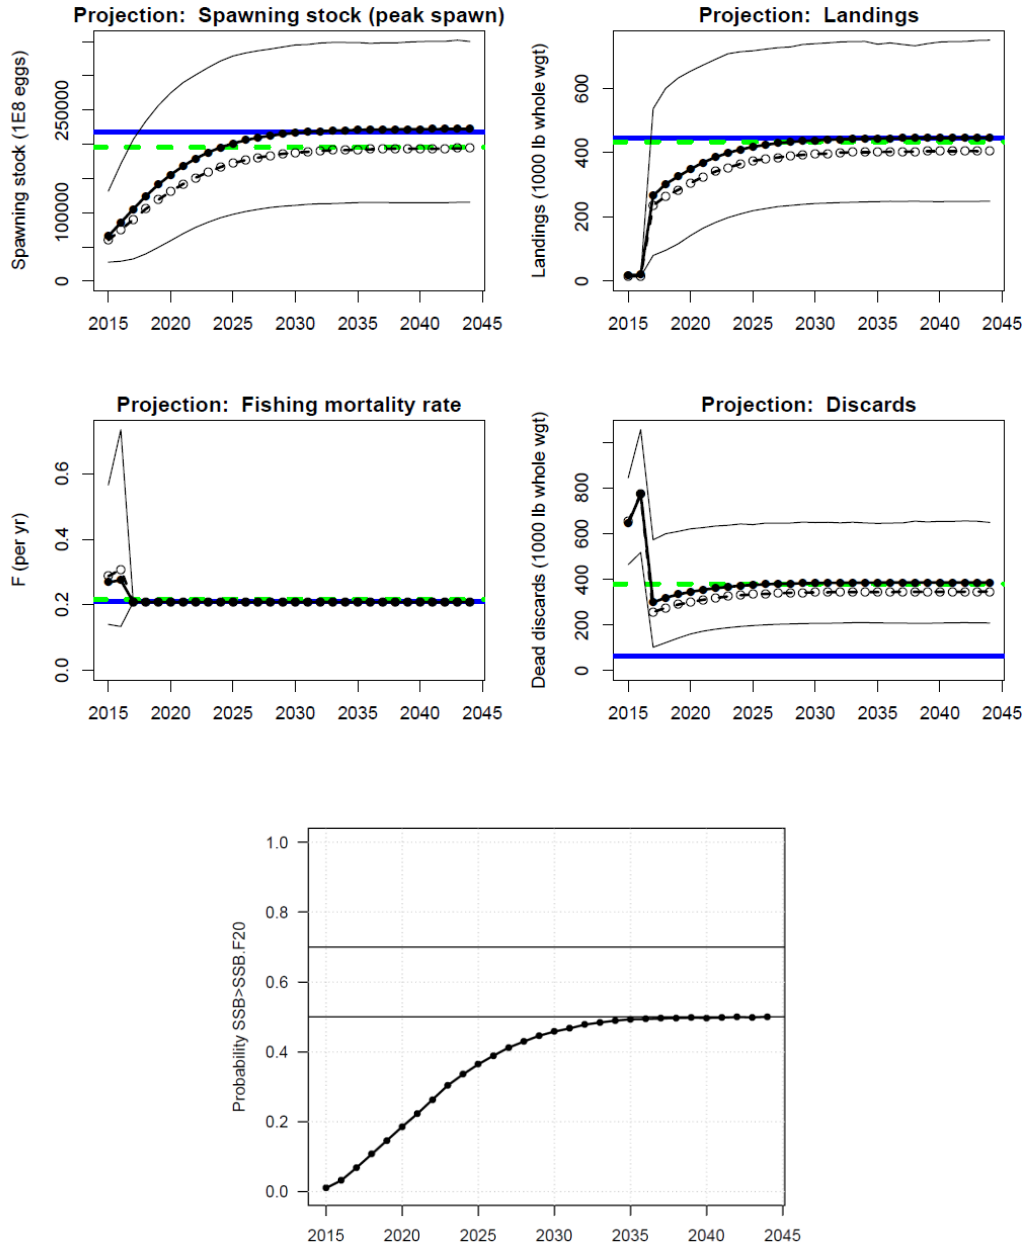 Projection:  Spawning stock (peak spawn)
Spawning stock (1E8 eggs)
0
100000
250000
2015 2020 2025 2030 2035 2040 2045
Projection:  Landings
Landings (1000 lb whole wgt)
0
200
400
600
2015 2020 2025 2030 2035 2040 2045
Projection:  Fishing mortality rate
F (per yr)
0.0
0.2
0.4
0.6
2015 2020 2025 2030 2035 2040 2045
Projection:  Discards
Dead discards (1000 lb whole wgt)
0
200
400
600
800
2015 2020 2025 2030 2035 2040 2045
Probability SSB>SSB.F20
1.0
0.8
0.6
0.4
0.2
0.0
2015 2020 2025 2030 2035 2040 2045